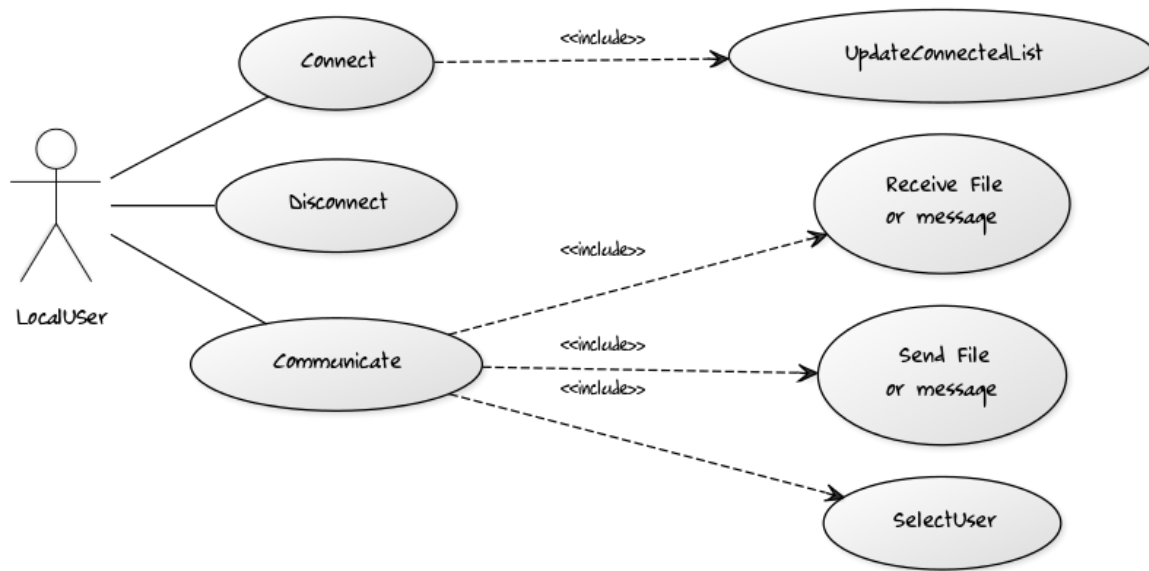 Connect
<<include>>
UpdateConnectedList
Disconnect
Receive File
or message
<<include>>
LocalUSer
Communicate
<<include>>
<<include>>
Send File
or message
SelectUser